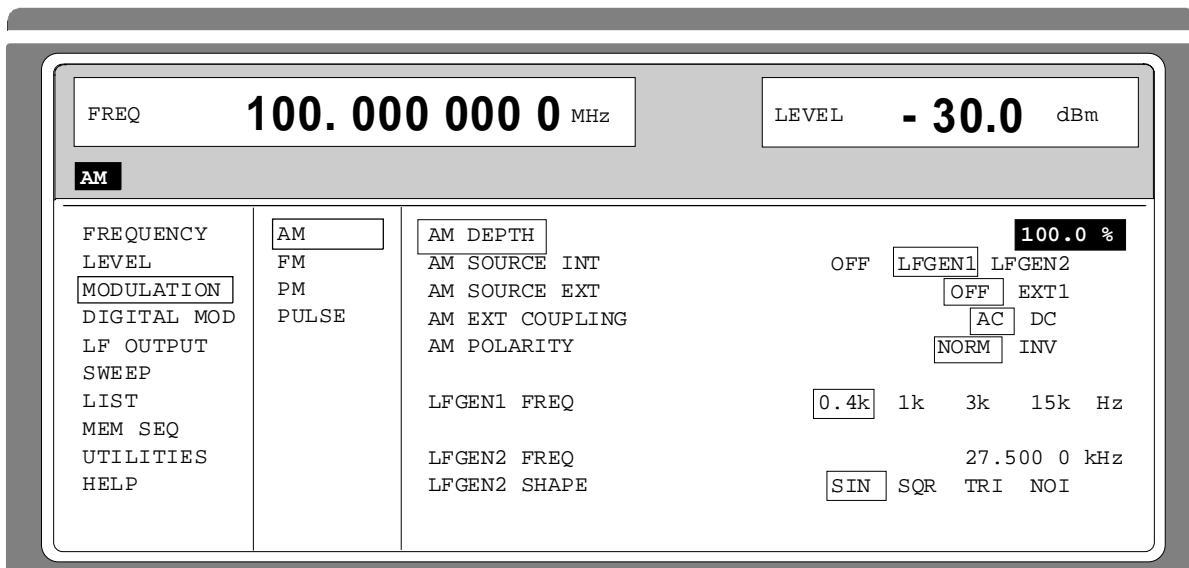 FREQ 100. 000 000 0 MHz LEVEL - 30.0 dBm
AM
FREQUENCY AM AM DEPTH 100.0 %
LEVEL FM AM SOURCE INT OFF LFGEN1 LFGEN2
MODULATION PM AM SOURCE EXT OFF EXT1
DIGITAL MOD PULSE AM EXT COUPLING AC DC
LF OUTPUT AM POLARITY NORM INV
SWEEP
LIST LFGEN1 FREQ 0.4k 1k 3k 15k Hz
MEM SEQ
UTILITIES LFGEN2 FREQ 27.500 0 kHz
HELP LFGEN2 SHAPE SIN SQR TRI NOI